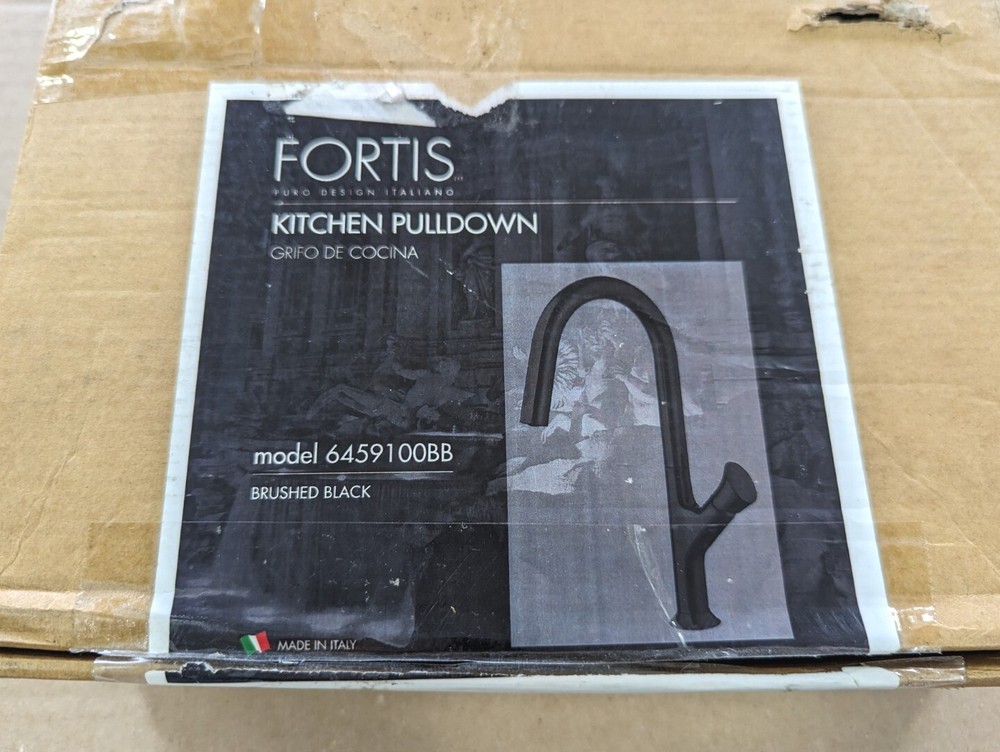 FORTIS
PURO DESIGN ITALIANO
KITCHEN PULLDOWN
GRIFO DE COCINA
model 6459100BB
BRUSHED BLACK
MADE IN ITALY